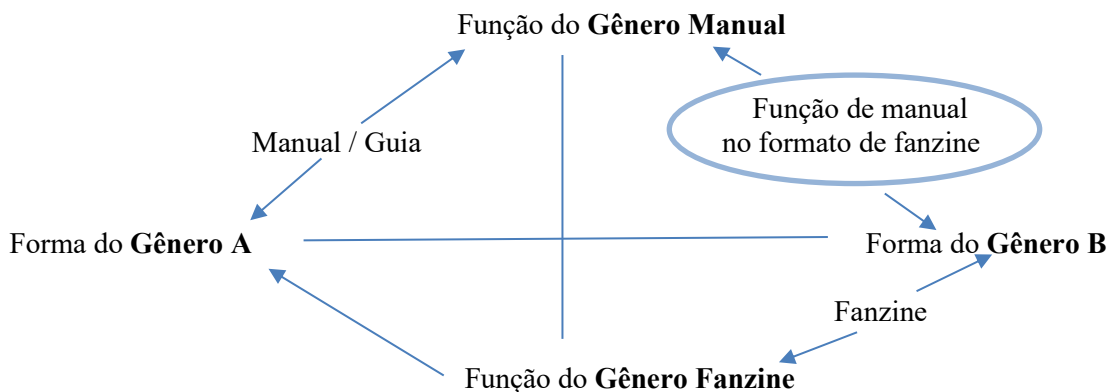 Função do Gênero Manual
Função de manual
no formato de fanzine
Manual / Guia
Forma do Gênero A
Forma do Gênero B
Fanzine
Função do Gênero Fanzine